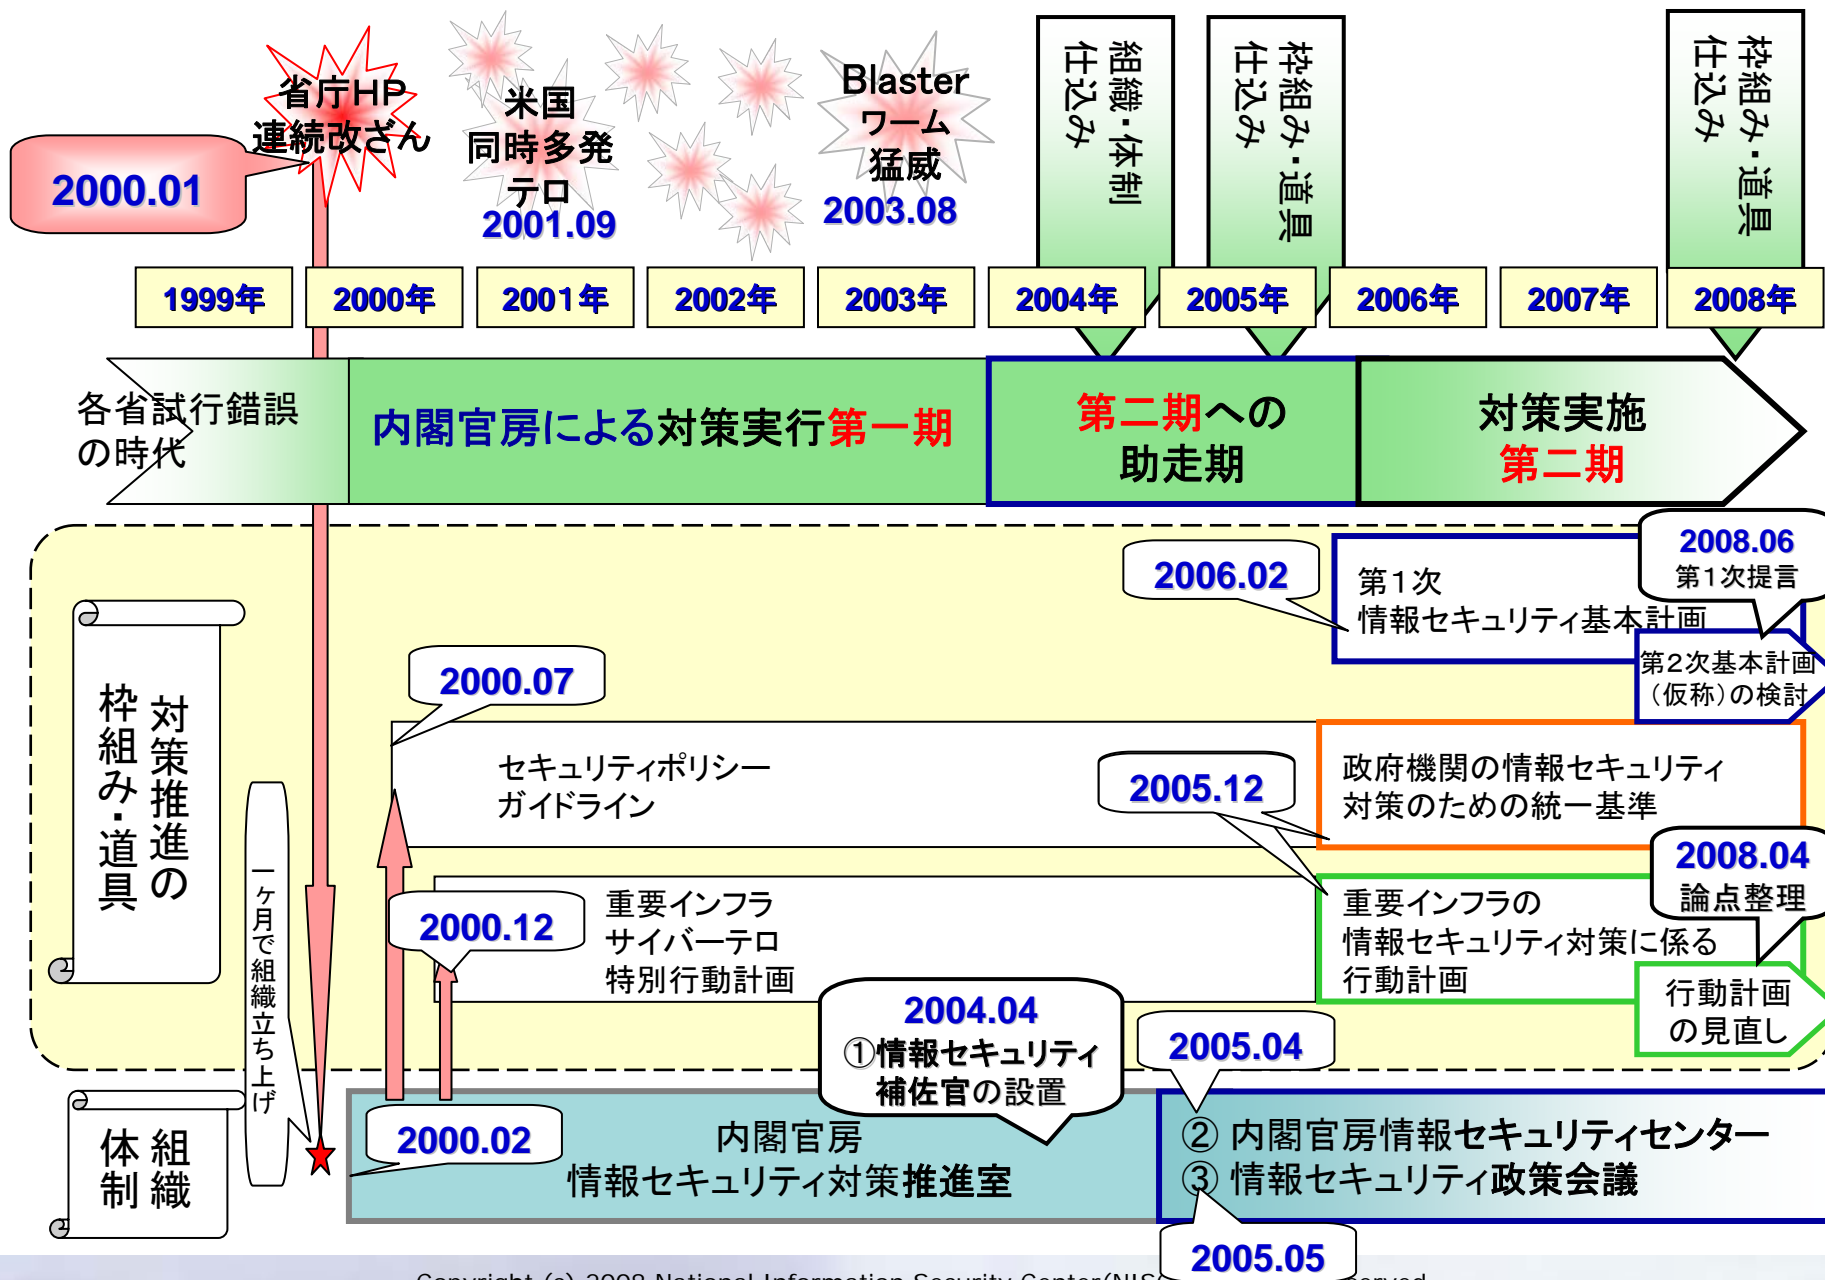 省庁HP
連続改ざん
2000.01
米国
同時多発
テロ
2001.09
Blaster
ワーム
猛威
2003.08
組織・体制
仕込み
枠組み・道具
仕込み
枠組み・道具
仕込み
1999年
2000年
2001年
2002年
2003年
2004年
2005年
2006年
2007年
2008年
各省試行錯誤
の時代
内閣官房による対策実行第一期
第二期への
助走期
対策実施
第二期
対策推進の
枠組み・道具
2006.02
第1次
情報セキュリティ基本計画
2008.06
第1次提言
第2次基本計画
(仮称)の検討
2000.07
セキュリティポリシー
ガイドライン
2005.12
政府機関の情報セキュリティ
対策のための統一基準
2000.12
重要インフラ
サイバーテロ
特別行動計画
重要インフラの
情報セキュリティ対策に係る
行動計画
2008.04
論点整理
行動計画
の見直し
一ヶ月で組織立ち上げ
組織
体制
2000.02
内閣官房
情報セキュリティ対策推進室
2004.04
①情報セキュリティ
補佐官の設置
2005.04
② 内閣官房情報セキュリティセンター
③ 情報セキュリティ政策会議
2005.05
Copyright (c) 2008 National Information Security Center(NIS